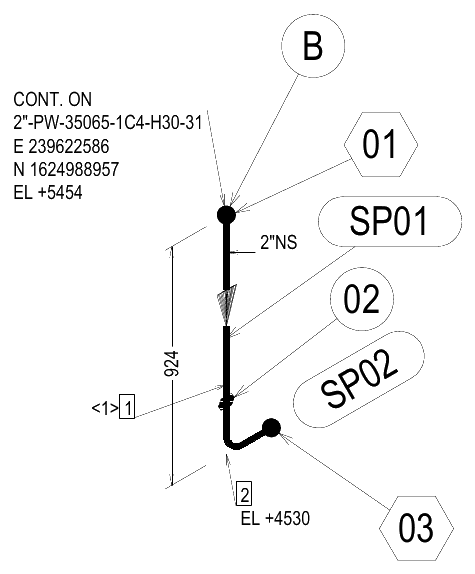 B
CONT. ON
2"-PW-35065-1C4-H30-31
E 239622586
N 1624988957
EL +5454
01
SP01
2"NS
02
924
SP02
<1> 1
2
EL +4530
03